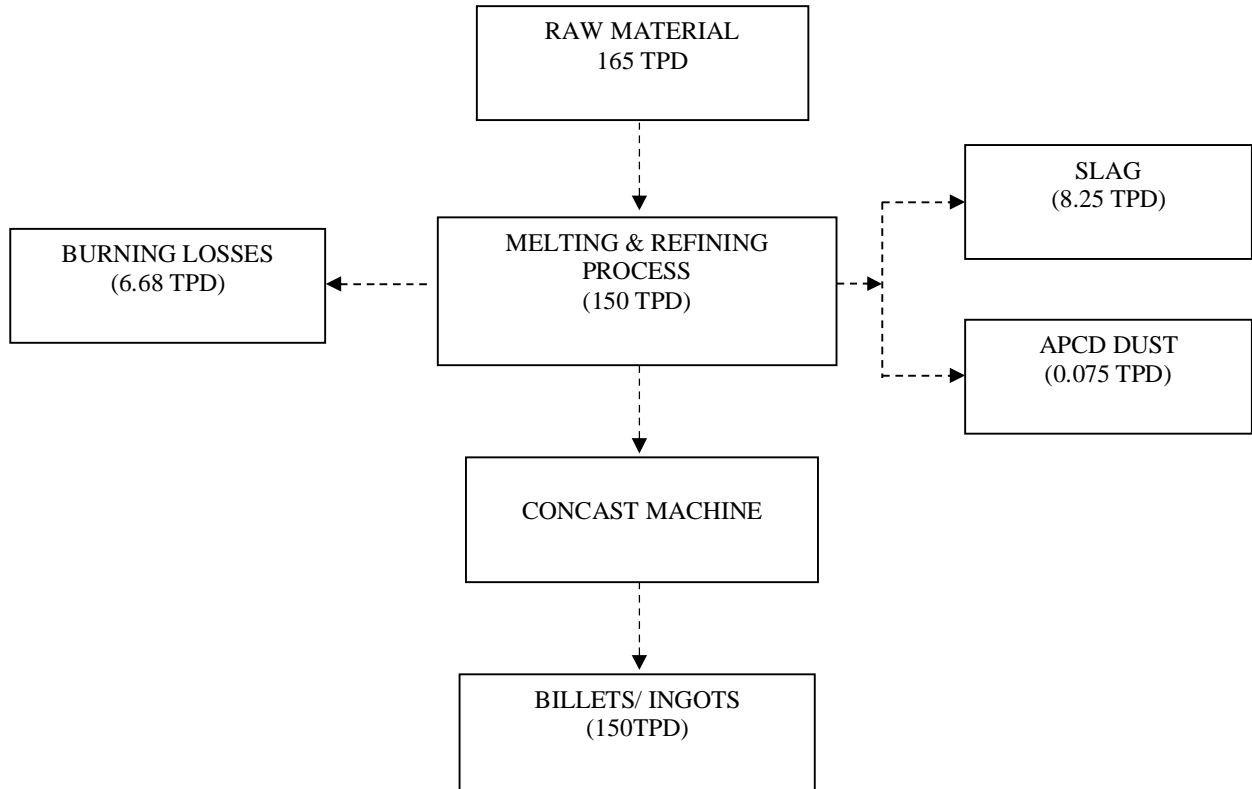 RAW MATERIAL
165 TPD
SLAG
(8.25 TPD)
BURNING LOSSES
(6.68 TPD)
MELTING & REFINING
PROCESS
(150 TPD)
APCD DUST
(0.075 TPD)
CONCAST MACHINE
BILLETS/ INGOTS
(150TPD)